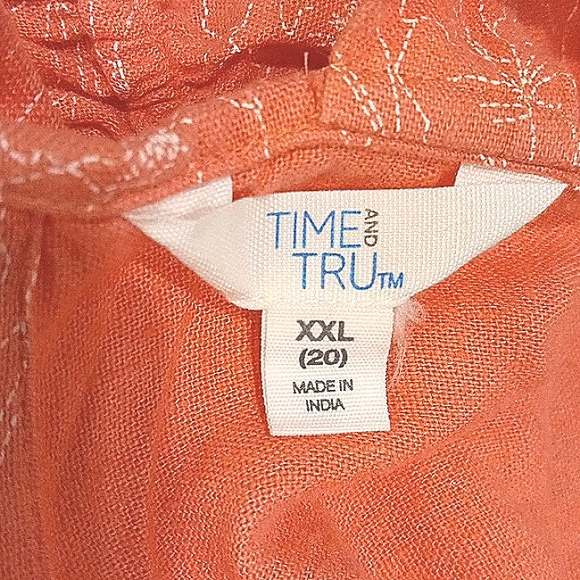 TIME AND
TRU™
XXL
(20)
MADE IN
INDIA